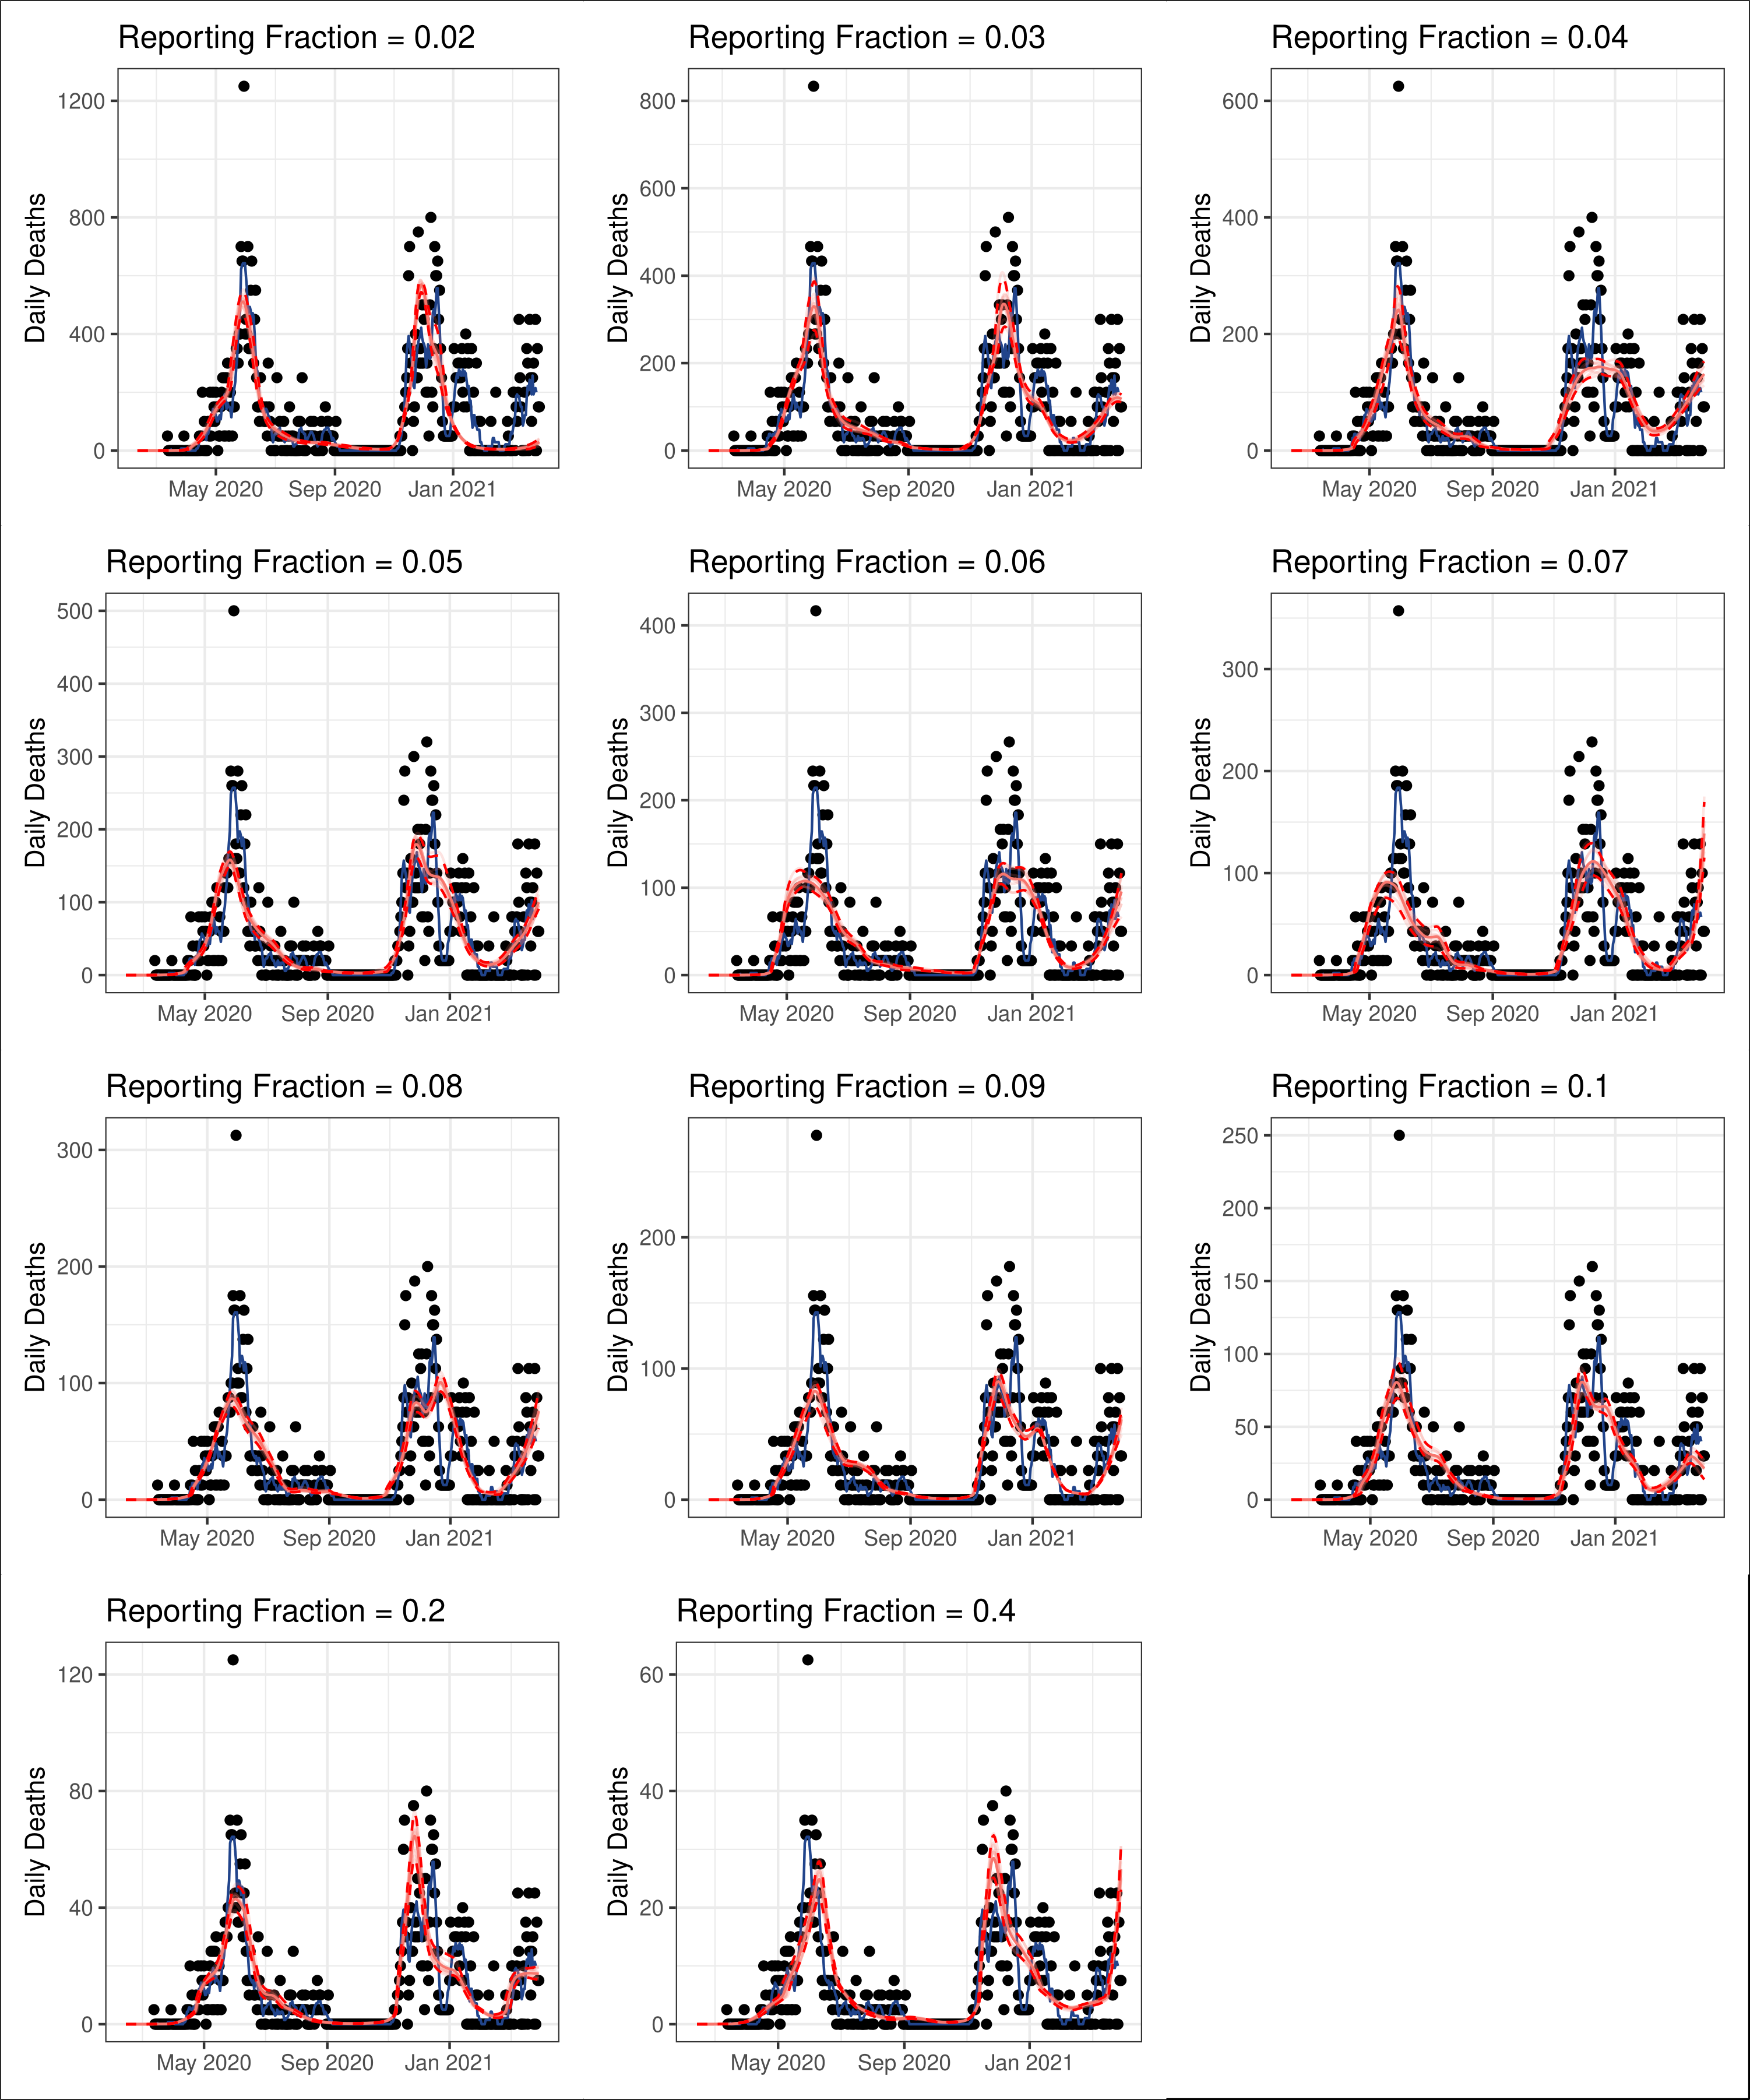 Reporting Fraction = 0.02
Daily Deaths
1200
800
400
0
May 2020 Sep 2020 Jan 2021
Reporting Fraction = 0.03
Daily Deaths
800
600
400
200
0
May 2020 Sep 2020 Jan 2021
Reporting Fraction = 0.04
Daily Deaths
600
400
200
0
May 2020 Sep 2020 Jan 2021
Reporting Fraction = 0.05
Daily Deaths
500
400
300
200
100
0
May 2020 Sep 2020 Jan 2021
Reporting Fraction = 0.06
Daily Deaths
400
300
200
100
0
May 2020 Sep 2020 Jan 2021
Reporting Fraction = 0.07
Daily Deaths
300
200
100
0
May 2020 Sep 2020 Jan 2021
Reporting Fraction = 0.08
Daily Deaths
300
200
100
0
May 2020 Sep 2020 Jan 2021
Reporting Fraction = 0.09
Daily Deaths
200
100
0
May 2020 Sep 2020 Jan 2021
Reporting Fraction = 0.1
Daily Deaths
250
200
150
100
50
0
May 2020 Sep 2020 Jan 2021
Reporting Fraction = 0.2
Daily Deaths
120
80
40
0
May 2020 Sep 2020 Jan 2021
Reporting Fraction = 0.4
Daily Deaths
60
40
20
0
May 2020 Sep 2020 Jan 2021